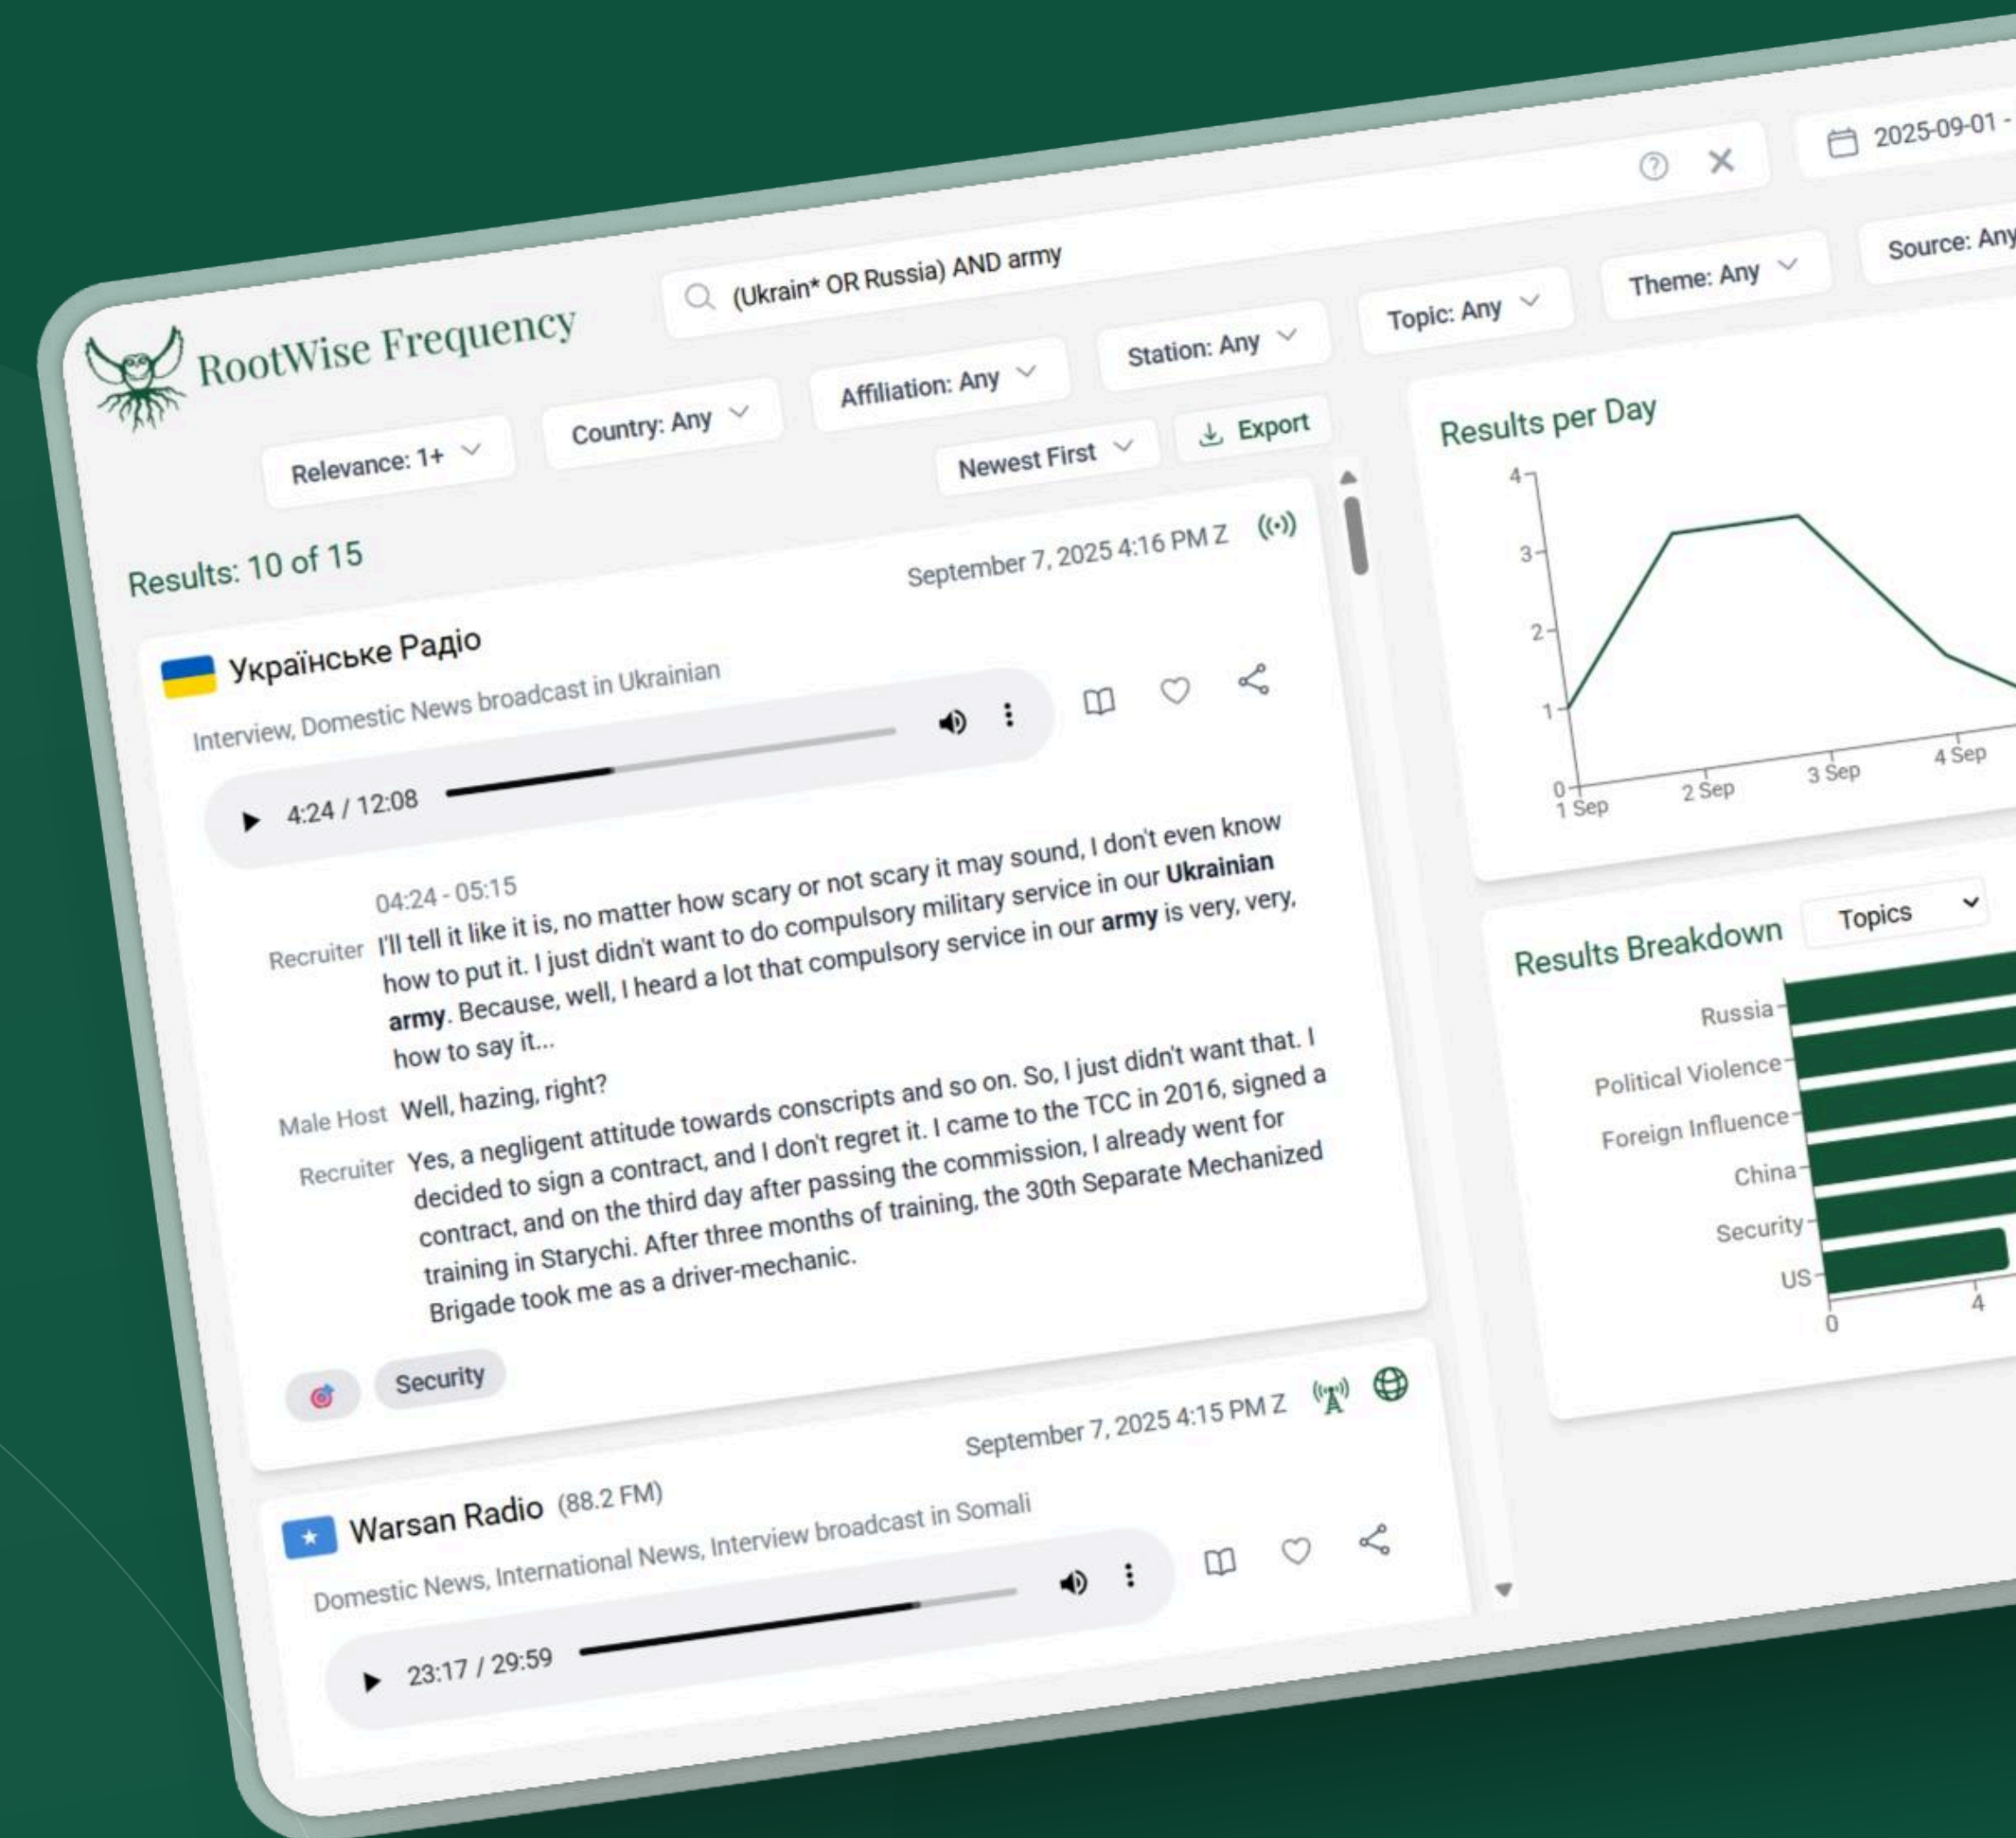 RootWise Frequency
(Ukrain* OR Russia) AND army
2025-09-01 -
Relevance: 1+
Country: Any
Affiliation: Any
Station: Any
Topic: Any
Theme: Any
Source: Any
Results: 10 of 15
Newest First
Export
Українське Радіо
September 7, 2025 4:16 PM Z
Interview, Domestic News broadcast in Ukrainian
4:24 / 12:08
04:24 - 05:15
Recruiter I'll tell it like it is, no matter how scary or not scary it may sound, I don't even know
how to put it. I just didn't want to do compulsory military service in our Ukrainian
army. Because, well, I heard a lot that compulsory service in our army is very, very,
how to say it...
Male Host Well, hazing, right?
Recruiter Yes, a negligent attitude towards conscripts and so on. So, I just didn't want that. I
decided to sign a contract, and I don't regret it. I came to the TCC in 2016, signed a
contract, and on the third day after passing the commission, I already went for
training in Starychi. After three months of training, the 30th Separate Mechanized
Brigade took me as a driver-mechanic.
Security
Warsan Radio (88.2 FM)
September 7, 2025 4:15 PM Z
Domestic News, International News, Interview broadcast in Somali
23:17 / 29:59
Results per Day
4
3
2
1
0
1 Sep
2 Sep
3 Sep
4 Sep
Results Breakdown
Topics
Russia
Political Violence
Foreign Influence
China
Security
US
0
4